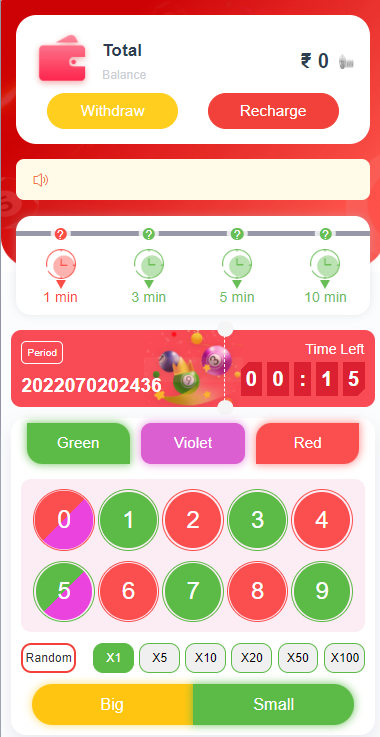 Total
₹ 0
Balance
Withdraw
Recharge
? ? ? ?
1 min 3 min 5 min 10 min
Period
Time Left
2022070202436
0 0 : 1 5
Green Violet Red
0 1 2 3 4
5 6 7 8 9
Random X1 X5 X10 X20 X50 X100
Big Small